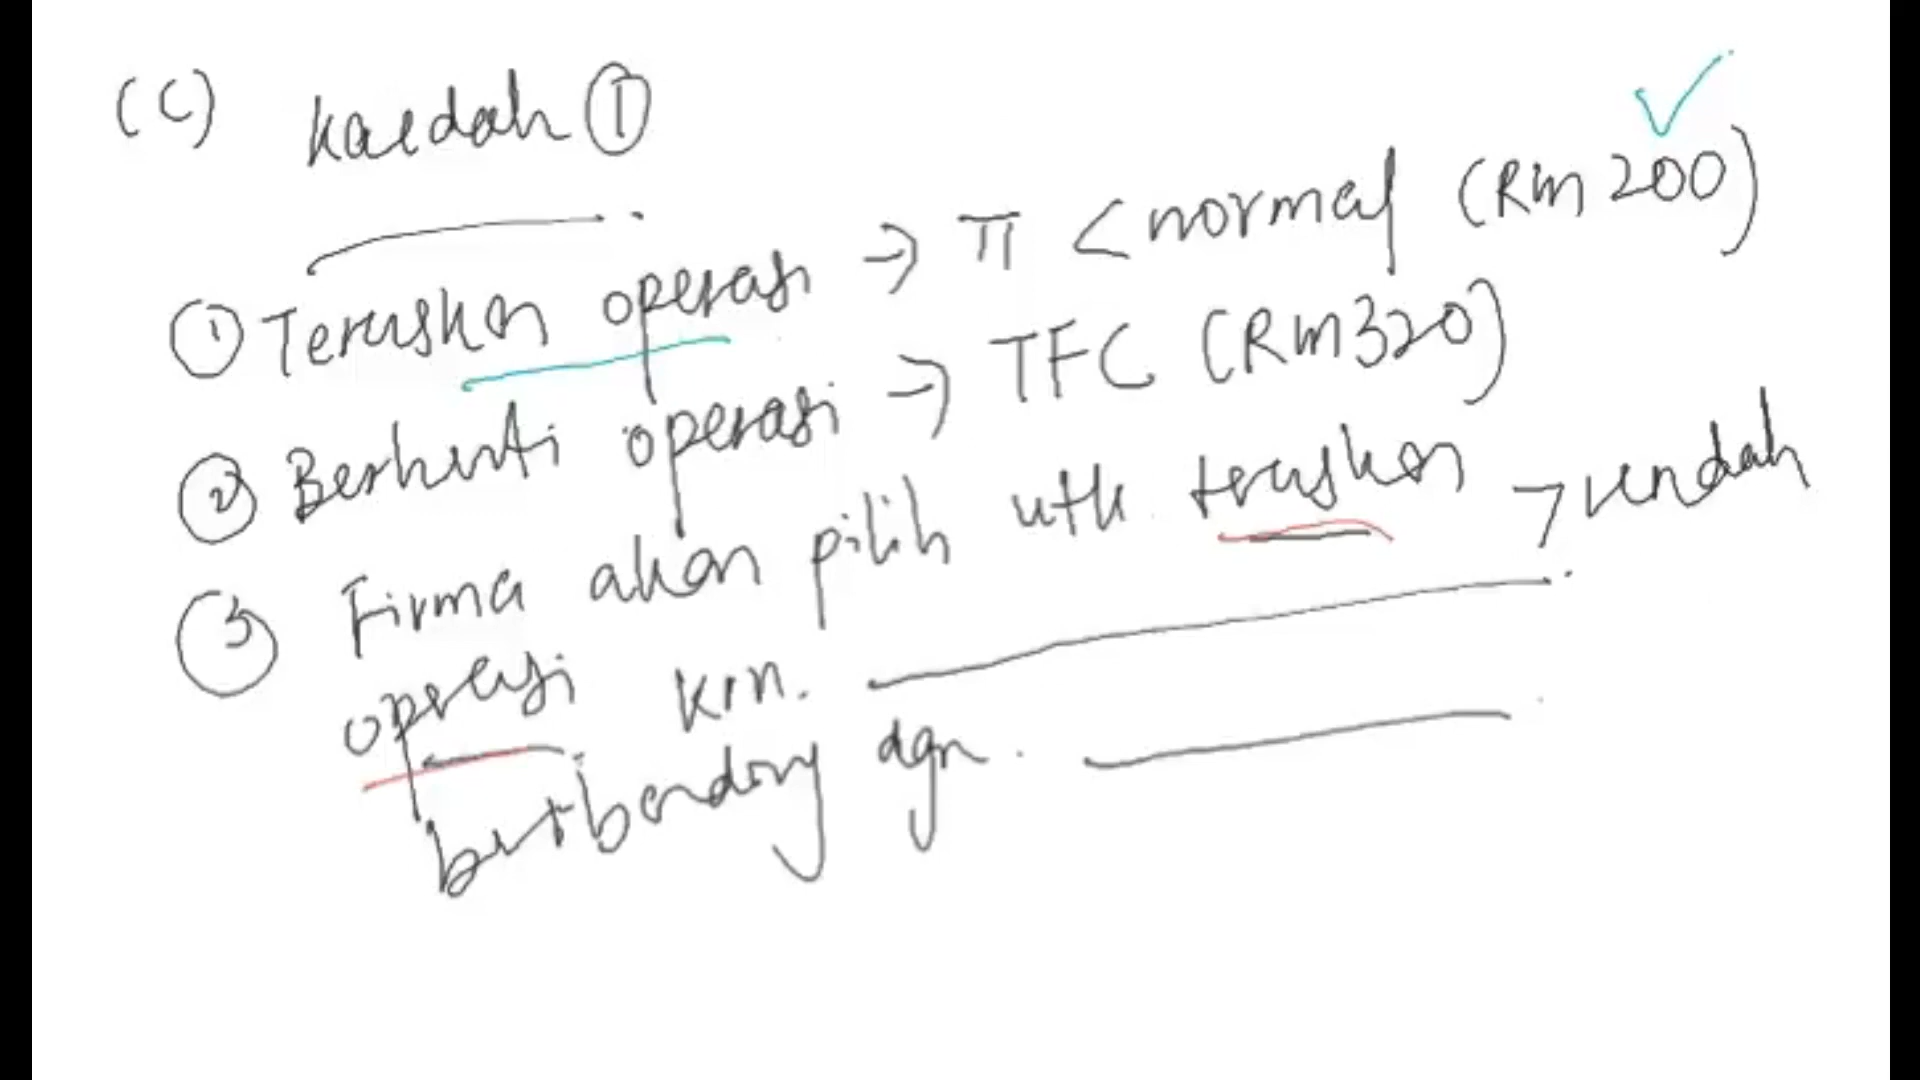 (C) Kaedah ①
① Teruskan operasi → π < normal (RM 200)
② Berhenti operasi → TFC (RM320)
③ Firma akan pilih utk teruskan → rendah
operasi krn.
berbanding dgn.